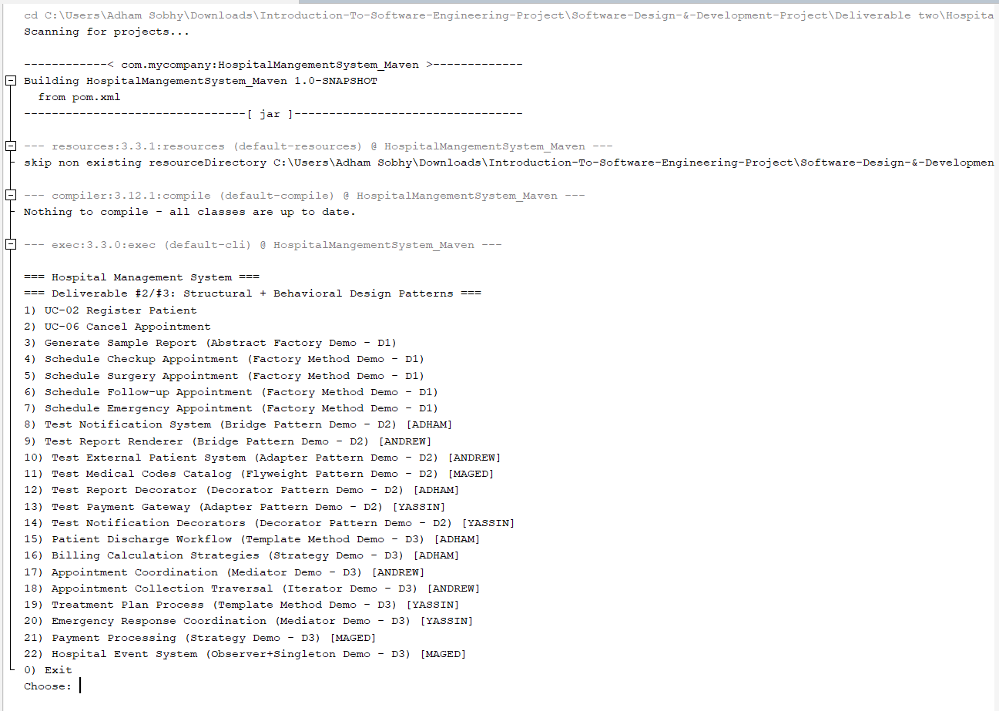 cd C:\Users\Adham Sobhy\Downloads\Introduction-To-Software-Engineering-Project\Software-Design-&-Development-Project\Deliverable two\Hospita
Scanning for projects...
------------< com.mycompany:HospitalMangementSystem_Maven >-------------
Building HospitalMangementSystem_Maven 1.0-SNAPSHOT
  from pom.xml
--------------------------------[ jar ]---------------------------------
--- resources:3.3.1:resources (default-resources) @ HospitalMangementSystem_Maven ---
skip non existing resourceDirectory C:\Users\Adham Sobhy\Downloads\Introduction-To-Software-Engineering-Project\Software-Design-&-Developmen
--- compiler:3.12.1:compile (default-compile) @ HospitalMangementSystem_Maven ---
Nothing to compile - all classes are up to date.
--- exec:3.3.0:exec (default-cli) @ HospitalMangementSystem_Maven ---
=== Hospital Management System ===
=== Deliverable #2/#3: Structural + Behavioral Design Patterns ===
1) UC-02 Register Patient
2) UC-06 Cancel Appointment
3) Generate Sample Report (Abstract Factory Demo - D1)
4) Schedule Checkup Appointment (Factory Method Demo - D1)
5) Schedule Surgery Appointment (Factory Method Demo - D1)
6) Schedule Follow-up Appointment (Factory Method Demo - D1)
7) Schedule Emergency Appointment (Factory Method Demo - D1)
8) Test Notification System (Bridge Pattern Demo - D2) [ADHAM]
9) Test Report Renderer (Bridge Pattern Demo - D2) [ANDREW]
10) Test External Patient System (Adapter Pattern Demo - D2) [ANDREW]
11) Test Medical Codes Catalog (Flyweight Pattern Demo - D2) [MAGED]
12) Test Report Decorator (Decorator Pattern Demo - D2) [ADHAM]
13) Test Payment Gateway (Adapter Pattern Demo - D2) [YASSIN]
14) Test Notification Decorators (Decorator Pattern Demo - D2) [YASSIN]
15) Patient Discharge Workflow (Template Method Demo - D3) [ADHAM]
16) Billing Calculation Strategies (Strategy Demo - D3) [ADHAM]
17) Appointment Coordination (Mediator Demo - D3) [ANDREW]
18) Appointment Collection Traversal (Iterator Demo - D3) [ANDREW]
19) Treatment Plan Process (Template Method Demo - D3) [YASSIN]
20) Emergency Response Coordination (Mediator Demo - D3) [YASSIN]
21) Payment Processing (Strategy Demo - D3) [MAGED]
22) Hospital Event System (Observer+Singleton Demo - D3) [MAGED]
0) Exit
Choose: